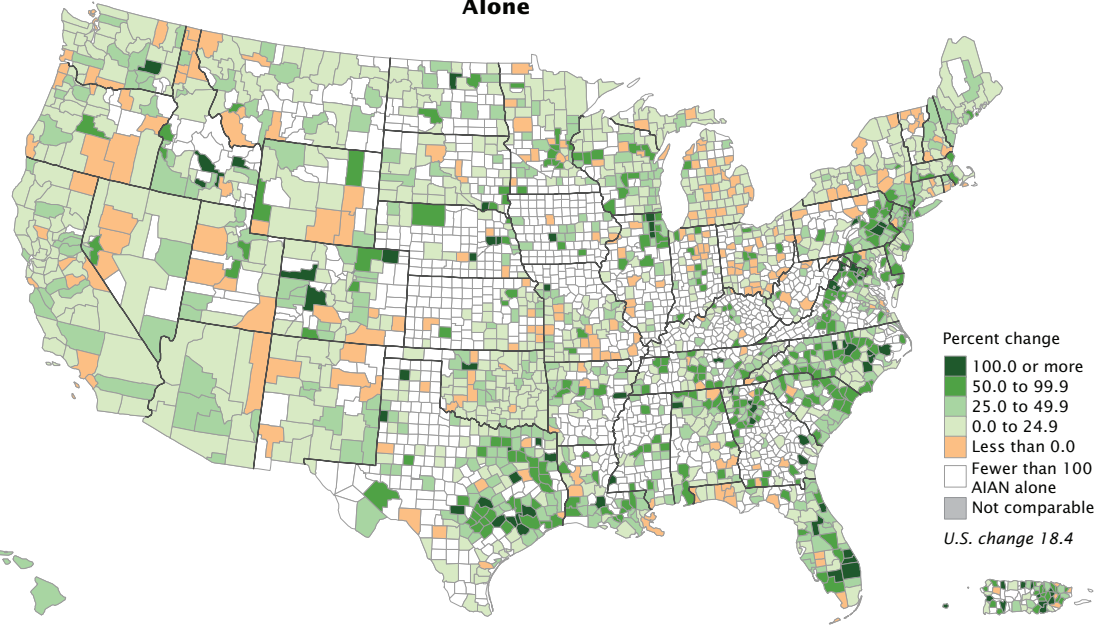 Alone
Percent change
100.0 or more
50.0 to 99.9
25.0 to 49.9
0.0 to 24.9
Less than 0.0
Fewer than 100
AIAN alone
Not comparable
U.S. change 18.4